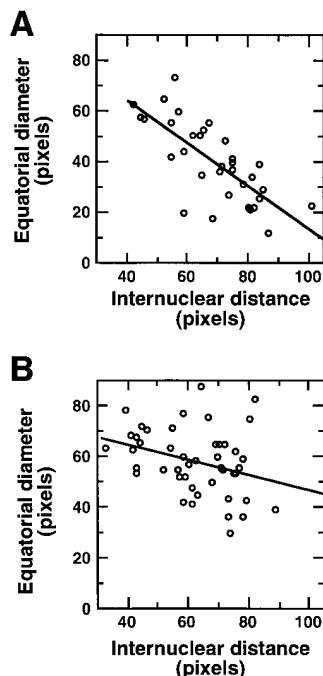 A
Equatorial diameter
(pixels)
80
60
40
20
0
40 60 80 100
Internuclear distance
(pixels)
B
Equatorial diameter
(pixels)
80
60
40
20
0
40 60 80 100
Internuclear distance
(pixels)